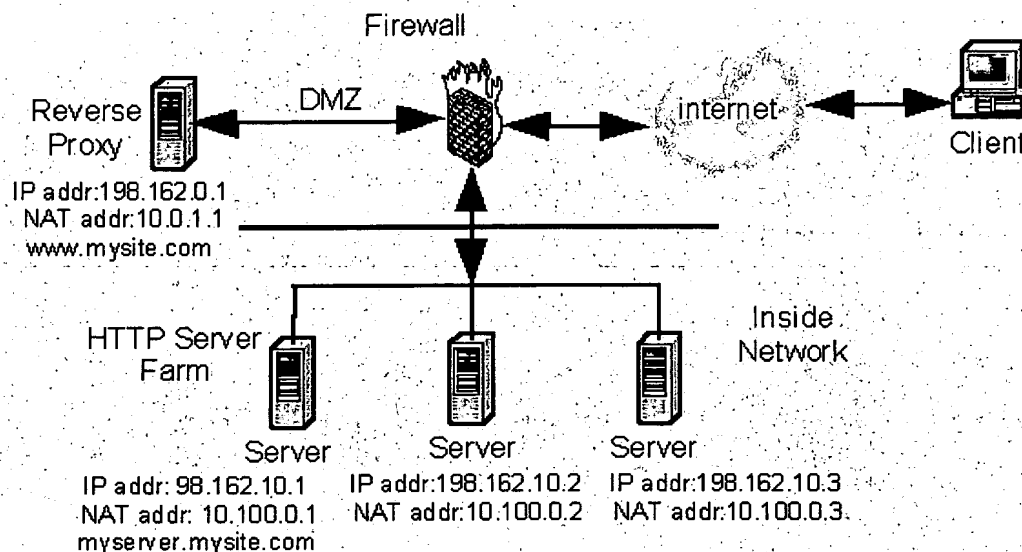 Firewall
Reverse
Proxy
DMZ
internet
Client
IP addr:198.162.0.1
NAT addr:10.0.1.1
www.mysite.com
HTTP Server
Farm
Inside
Network
Server
Server
Server
IP addr: 98.162.10.1
NAT addr: 10.100.0.1
myserver.mysite.com
IP addr:198.162.10.2
NAT addr:10.100.0.2
IP addr:198.162.10.3
NAT addr:10.100.0.3